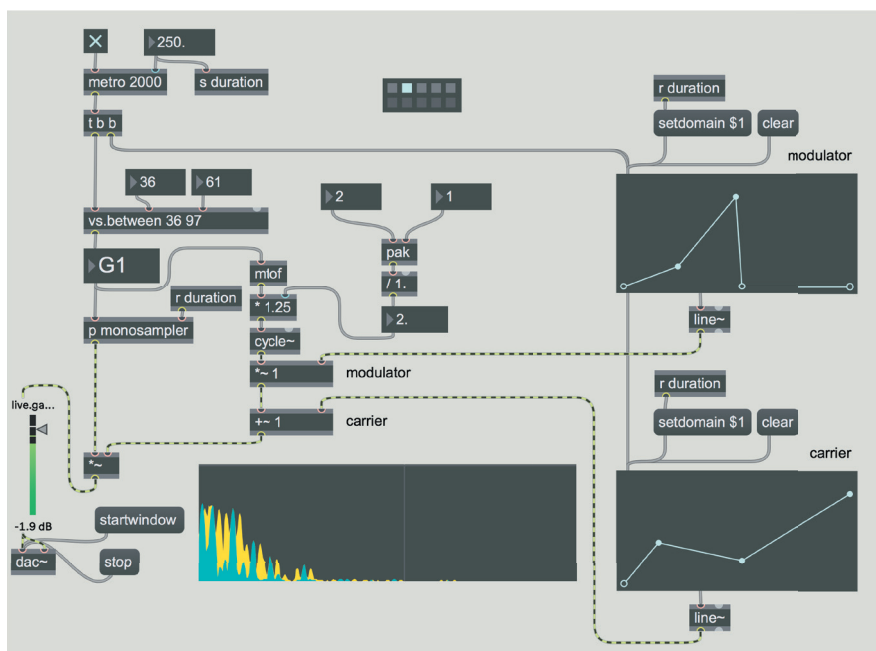 250.
metro 2000
s duration
t b b
r duration
setdomain $1
clear
modulator
36
61
2
1
vs.between 36 97
pak
G1
mtof
/ 1.
r duration
* 1.25
2.
p monosampler
cycle~
line~
*~ 1
modulator
r duration
live.ga...
+~ 1
carrier
setdomain $1
clear
carrier
*~
-1.9 dB
startwindow
dac~
stop
line~